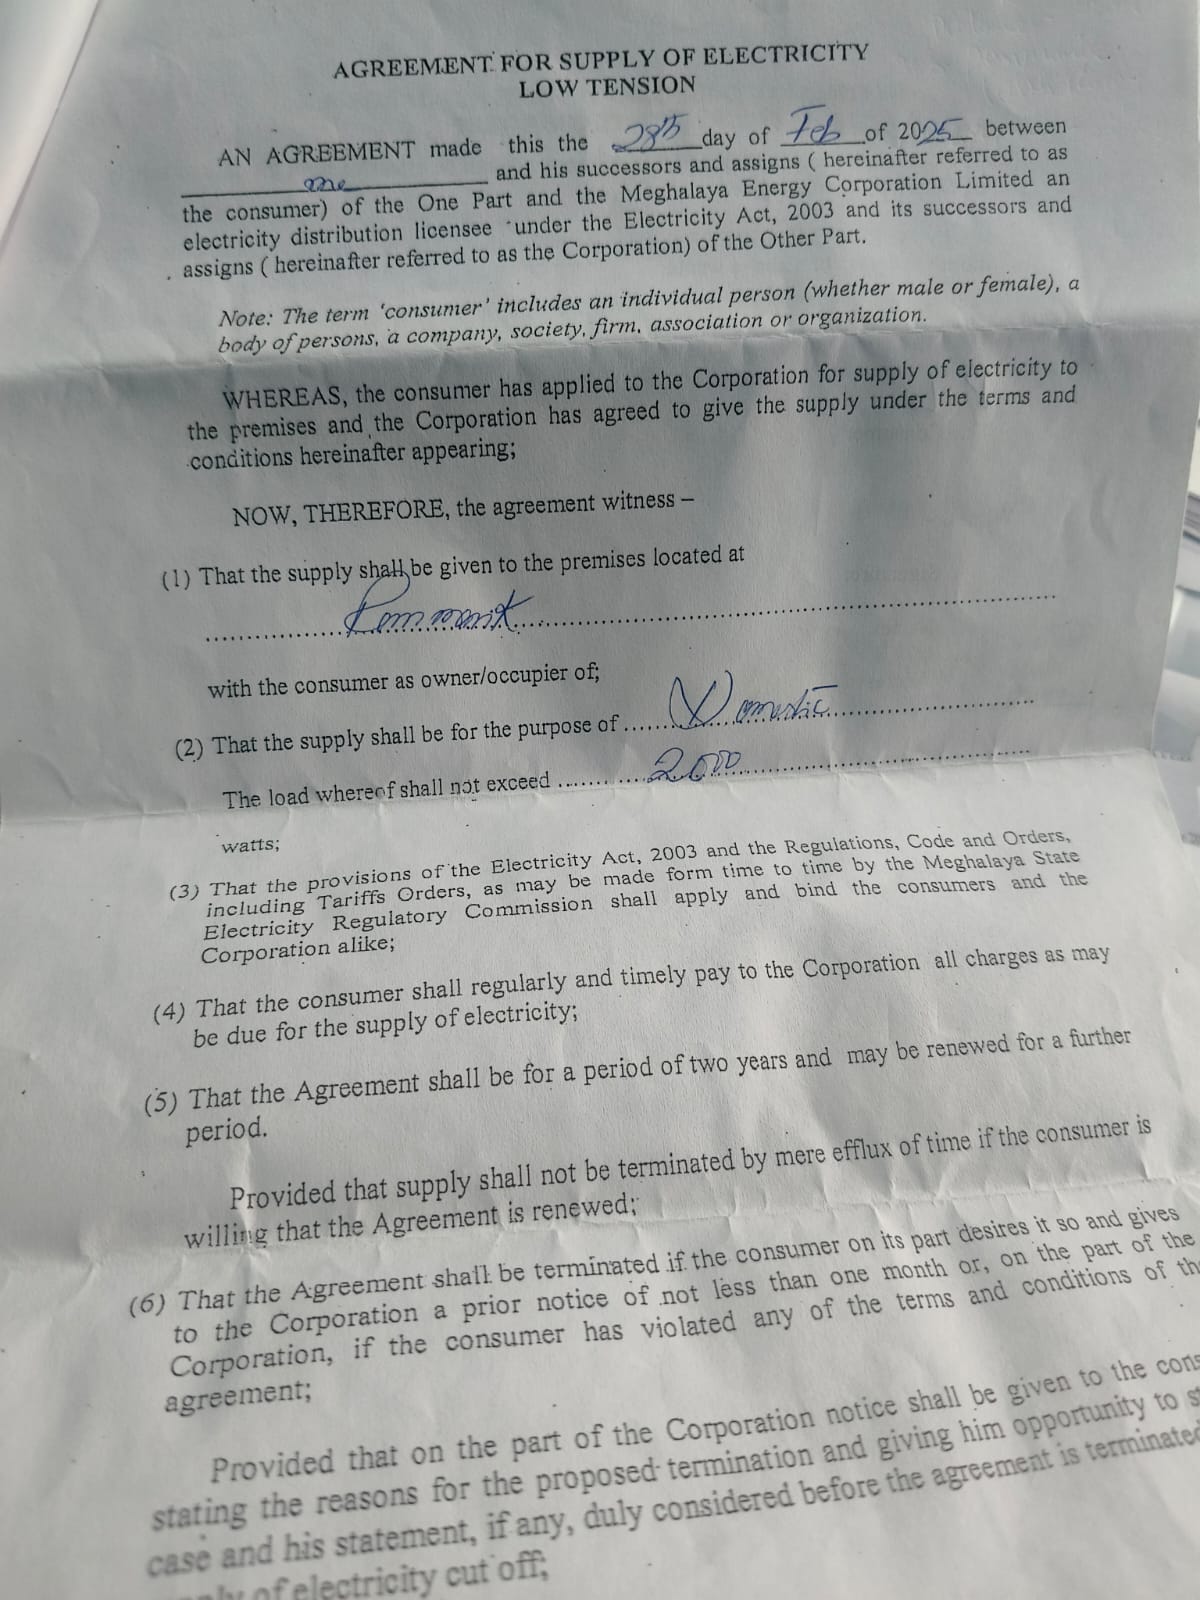 AGREEMENT FOR SUPPLY OF ELECTRICITY
LOW TENSION
AN AGREEMENT made this the 28th day of Feb of 2025 between
me and his successors and assigns ( hereinafter referred to as
the consumer) of the One Part and the Meghalaya Energy Corporation Limited an
electricity distribution licensee under the Electricity Act, 2003 and its successors and
assigns ( hereinafter referred to as the Corporation) of the Other Part.
Note: The term ‘consumer’ includes an individual person (whether male or female), a
body of persons, a company, society, firm, association or organization.
WHEREAS, the consumer has applied to the Corporation for supply of electricity to
the premises and the Corporation has agreed to give the supply under the terms and
conditions hereinafter appearing;
NOW, THEREFORE, the agreement witness –
(1) That the supply shall be given to the premises located at
with the consumer as owner/occupier of;
(2) That the supply shall be for the purpose of ...... Domestic
The load whereof shall not exceed ....... 2000
watts;
(3) That the provisions of the Electricity Act, 2003 and the Regulations, Code and Orders,
including Tariffs Orders, as may be made form time to time by the Meghalaya State
Electricity Regulatory Commission shall apply and bind the consumers and the
Corporation alike;
(4) That the consumer shall regularly and timely pay to the Corporation all charges as may
be due for the supply of electricity;
(5) That the Agreement shall be for a period of two years and may be renewed for a further
period.
Provided that supply shall not be terminated by mere efflux of time if the consumer is
willing that the Agreement is renewed;
(6) That the Agreement shall be terminated if the consumer on its part desires it so and gives
to the Corporation a prior notice of not less than one month or, on the part of the
Corporation, if the consumer has violated any of the terms and conditions of the
agreement;
Provided that on the part of the Corporation notice shall be given to the cons
stating the reasons for the proposed termination and giving him opportunity to s
case and his statement, if any, duly considered before the agreement is terminated
of electricity cut off;